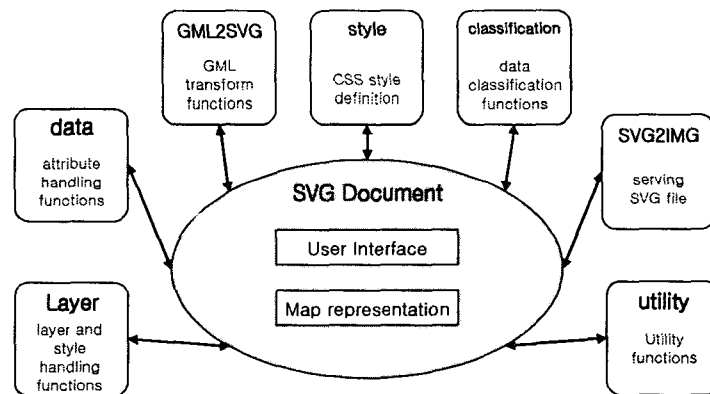 GML2SVG
GML
transform
functions
style
CSS style
definition
classification
data
classification
functions
data
attribute
handling
functions
SVG2IMG
serving
SVG file
SVG Document
User Interface
Map representation
Layer
layer and
style
handling
functions
utility
Utility
functions